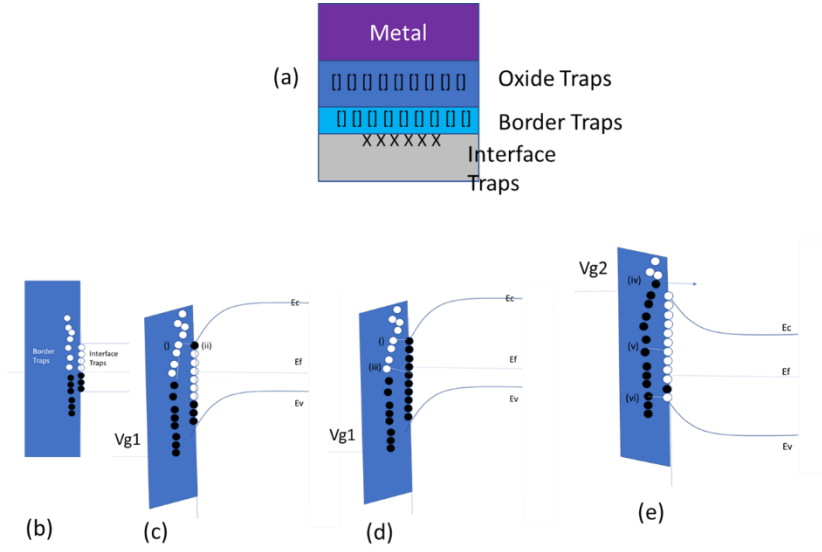 Metal
(a)
[] [] [] [] [] [] [] [] []
Oxide Traps
[] [] [] [] [] [] [] [] []
Border Traps
X X X X X X
Interface
Traps
Border
Traps
Interface
Traps
(b)
Vg1
()
(ii)
Ec
Ef
Ev
(c)
Vg1
()
(iii)
Ec
Ef
Ev
(d)
Vg2
(iv)
(v)
(vi)
Ec
Ef
Ev
(e)